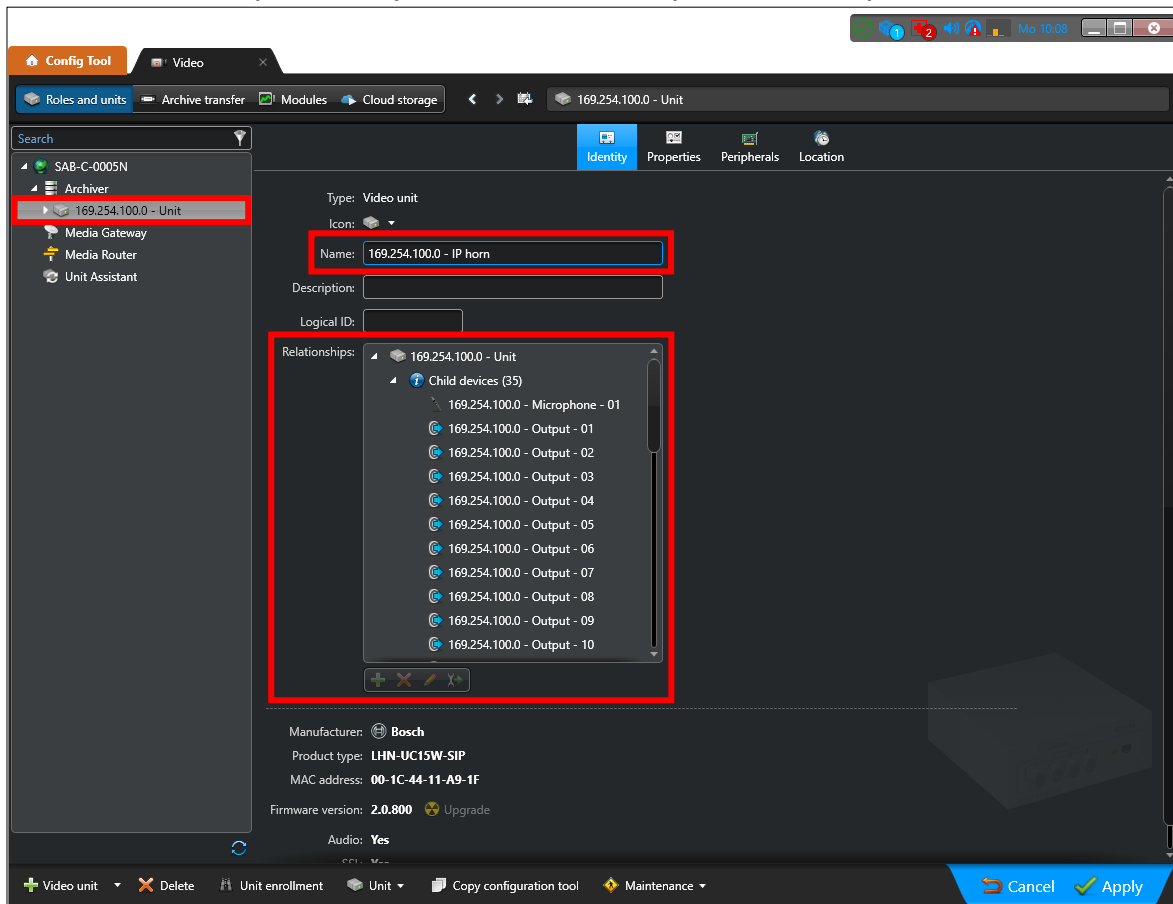 1
2
Mo 10:08
Config Tool
Video
Roles and units
Archive transfer
Modules
Cloud storage
169.254.100.0 - Unit
Search
SAB-C-0005N
Archiver
169.254.100.0 - Unit
Media Gateway
Media Router
Unit Assistant
Identity
Properties
Peripherals
Location
Type: Video unit
Icon:
Name: 169.254.100.0 - IP horn
Description:
Logical ID:
Relationships:
169.254.100.0 - Unit
Child devices (35)
169.254.100.0 - Microphone - 01
169.254.100.0 - Output - 01
169.254.100.0 - Output - 02
169.254.100.0 - Output - 03
169.254.100.0 - Output - 04
169.254.100.0 - Output - 05
169.254.100.0 - Output - 06
169.254.100.0 - Output - 07
169.254.100.0 - Output - 08
169.254.100.0 - Output - 09
169.254.100.0 - Output - 10
Manufacturer: Bosch
Product type: LHN-UC15W-SIP
MAC address: 00-1C-44-11-A9-1F
Firmware version: 2.0.800 Upgrade
Audio: Yes
SSL: Yes
Video unit
Delete
Unit enrollment
Unit
Copy configuration tool
Maintenance
Cancel
Apply